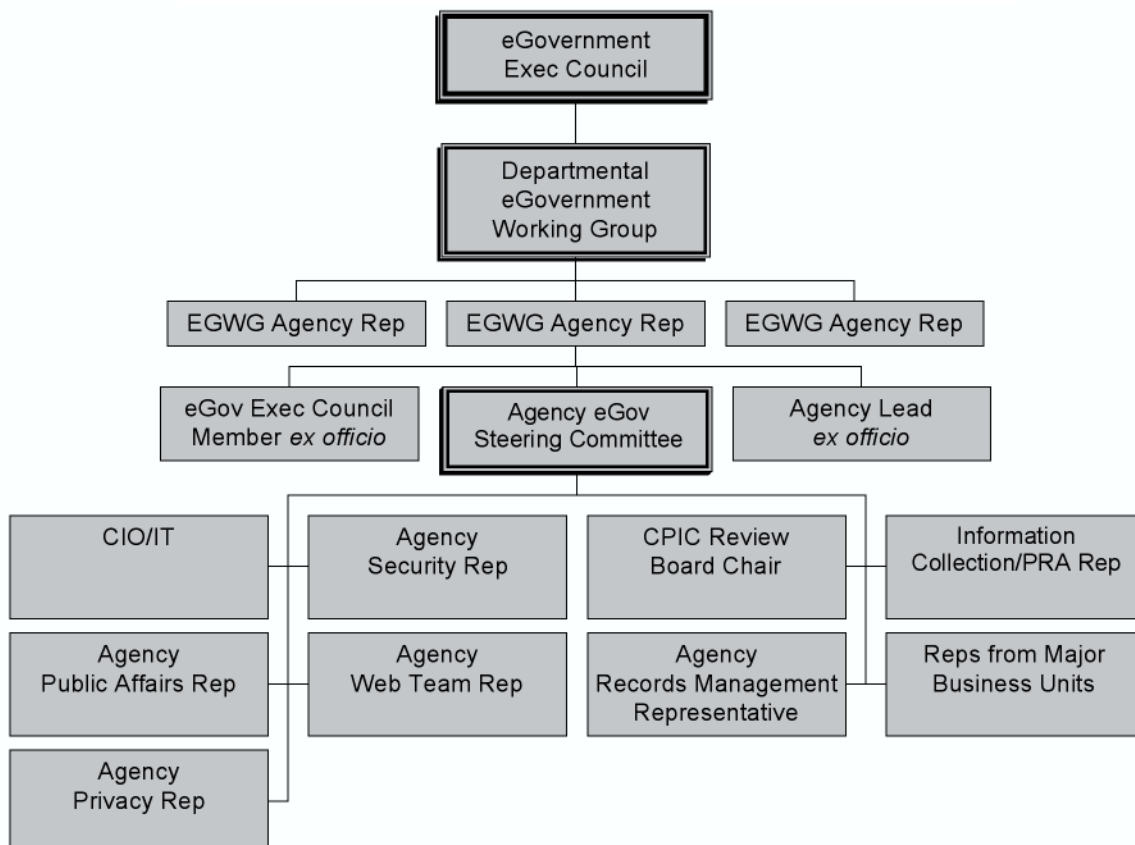 eGovernment
Exec Council
Departmental
eGovernment
Working Group
EGWG Agency Rep
EGWG Agency Rep
EGWG Agency Rep
eGov Exec Council
Member ex officio
Agency eGov
Steering Committee
Agency Lead
ex officio
CIO/IT
Agency
Security Rep
CPIC Review
Board Chair
Information
Collection/PRA Rep
Agency
Public Affairs Rep
Agency
Web Team Rep
Agency
Records Management
Representative
Reps from Major
Business Units
Agency
Privacy Rep